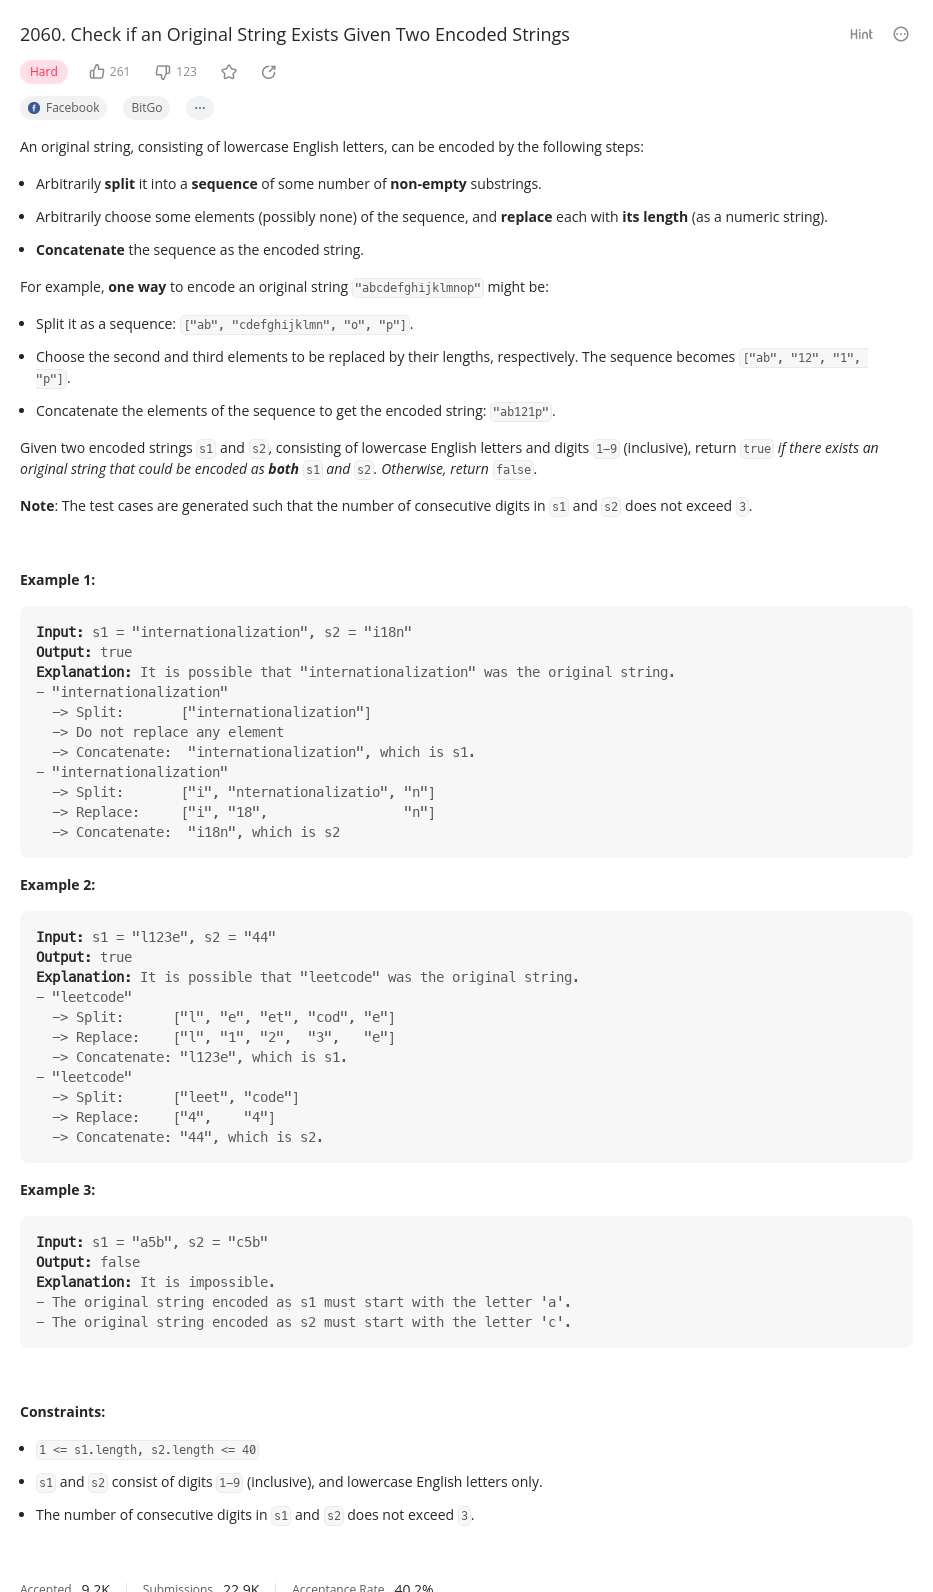 2060. Check if an Original String Exists Given Two Encoded Strings
Hint
Hard
261
123
Facebook
BitGo
An original string, consisting of lowercase English letters, can be encoded by the following steps:
• Arbitrarily split it into a sequence of some number of non-empty substrings.
• Arbitrarily choose some elements (possibly none) of the sequence, and replace each with its length (as a numeric string).
• Concatenate the sequence as the encoded string.
For example, one way to encode an original string "abcdefghijklmnop" might be:
• Split it as a sequence: ["ab", "cdefghijklmn", "o", "p"].
• Choose the second and third elements to be replaced by their lengths, respectively. The sequence becomes ["ab", "12", "1",
"p"].
• Concatenate the elements of the sequence to get the encoded string: "ab121p".
Given two encoded strings s1 and s2, consisting of lowercase English letters and digits 1-9 (inclusive), return true if there exists an
original string that could be encoded as both s1 and s2. Otherwise, return false.
Note: The test cases are generated such that the number of consecutive digits in s1 and s2 does not exceed 3.
Example 1:
Input: s1 = "internationalization", s2 = "i18n"
Output: true
Explanation: It is possible that "internationalization" was the original string.
- "internationalization"
-> Split: ["internationalization"]
-> Do not replace any element
-> Concatenate: "internationalization", which is s1.
- "internationalization"
-> Split: ["i", "nternationalizatio", "n"]
-> Replace: ["i", "18", "n"]
-> Concatenate: "i18n", which is s2
Example 2:
Input: s1 = "l123e", s2 = "44"
Output: true
Explanation: It is possible that "leetcode" was the original string.
- "leetcode"
-> Split: ["l", "e", "et", "cod", "e"]
-> Replace: ["l", "1", "2", "3", "e"]
-> Concatenate: "l123e", which is s1.
- "leetcode"
-> Split: ["leet", "code"]
-> Replace: ["4", "4"]
-> Concatenate: "44", which is s2.
Example 3:
Input: s1 = "a5b", s2 = "c5b"
Output: false
Explanation: It is impossible.
- The original string encoded as s1 must start with the letter 'a'.
- The original string encoded as s2 must start with the letter 'c'.
Constraints:
• 1 <= s1.length, s2.length <= 40
• s1 and s2 consist of digits 1-9 (inclusive), and lowercase English letters only.
• The number of consecutive digits in s1 and s2 does not exceed 3.
Accepted 9.2K Submissions 22.9K Acceptance Rate 40.2%